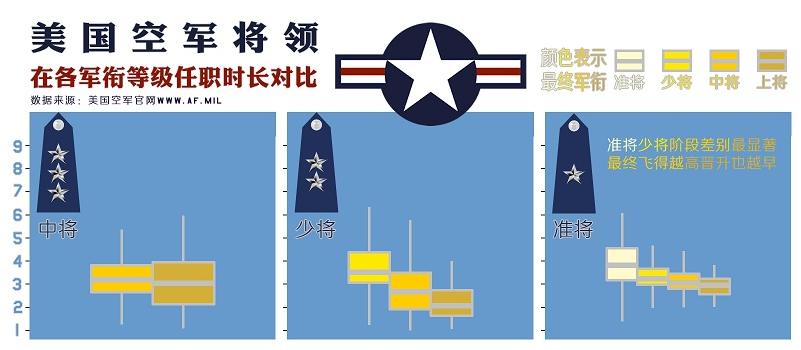 美国空军将领
在各军衔等级任职时长对比
数据来源：美国空军官网WWW.AF.MIL
颜色表示
最终军衔
准将 少将 中将 上将
9
8
7
6
5
4
3
2
1
中将
少将
准将
准将少将阶段差别最显著
最终飞得越高晋升也越早